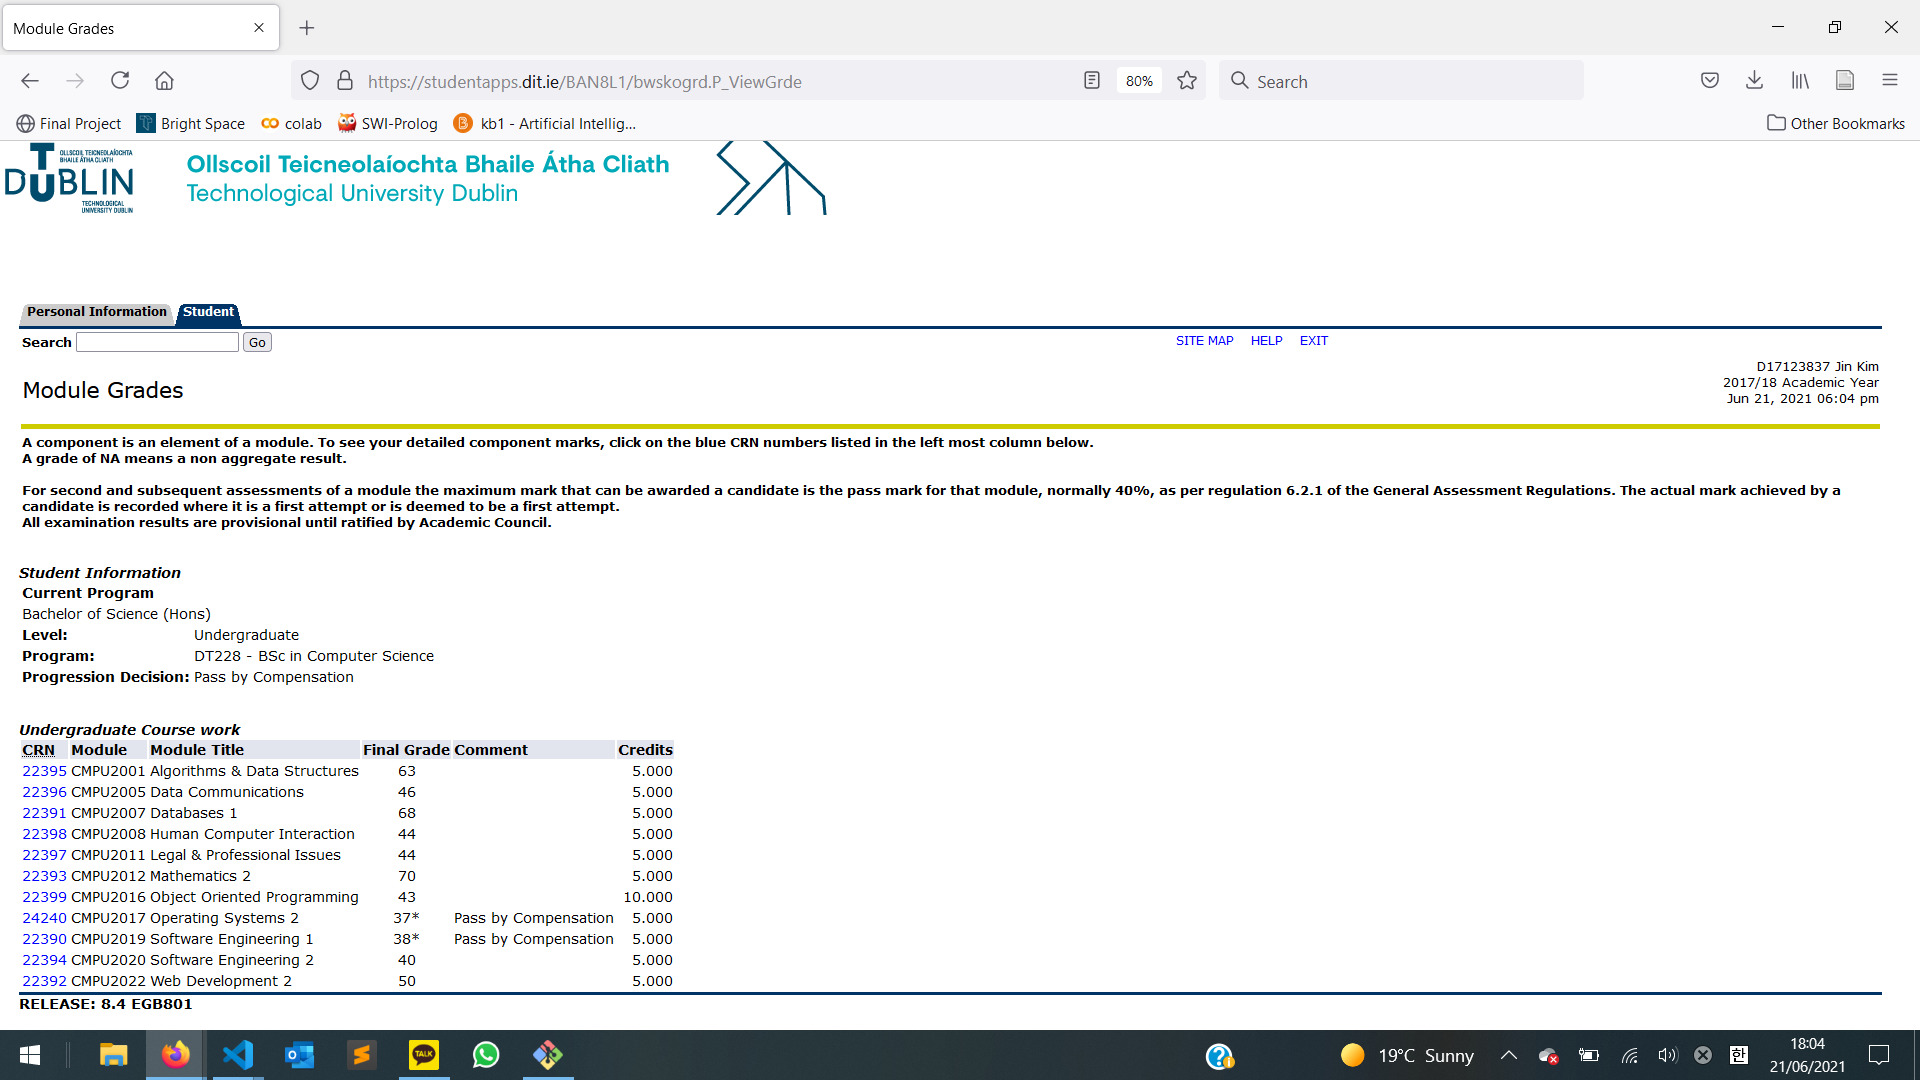 Module Grades
https://studentapps.dit.ie/BAN8L1/bwskogrd.P_ViewGrde
80%
Search
Final Project
Bright Space
colab
SWI-Prolog
kb1 - Artificial Intellig...
Other Bookmarks
OLLSCOIL TEICNEOLAÍOCHTA
BHAILE ÁTHA CLIATH
TU DUBLIN
TECHNOLOGICAL
UNIVERSITY DUBLIN
Ollscoil Teicneolaíochta Bhaile Átha Cliath
Technological University Dublin
Personal Information
Student
Search
Go
SITE MAP
HELP
EXIT
D17123837 Jin Kim
2017/18 Academic Year
Jun 21, 2021 06:04 pm
Module Grades
A component is an element of a module. To see your detailed component marks, click on the blue CRN numbers listed in the left most column below.
A grade of NA means a non aggregate result.
For second and subsequent assessments of a module the maximum mark that can be awarded a candidate is the pass mark for that module, normally 40%, as per regulation 6.2.1 of the General Assessment Regulations. The actual mark achieved by a
candidate is recorded where it is a first attempt or is deemed to be a first attempt.
All examination results are provisional until ratified by Academic Council.
Student Information
Current Program
Bachelor of Science (Hons)
Level: Undergraduate
Program: DT228 - BSc in Computer Science
Progression Decision: Pass by Compensation
Undergraduate Course work
CRN Module Module Title Final Grade Comment Credits
22395 CMPU2001 Algorithms & Data Structures 63 5.000
22396 CMPU2005 Data Communications 46 5.000
22391 CMPU2007 Databases 1 68 5.000
22398 CMPU2008 Human Computer Interaction 44 5.000
22397 CMPU2011 Legal & Professional Issues 44 5.000
22393 CMPU2012 Mathematics 2 70 5.000
22399 CMPU2016 Object Oriented Programming 43 10.000
24240 CMPU2017 Operating Systems 2 37* Pass by Compensation 5.000
22390 CMPU2019 Software Engineering 1 38* Pass by Compensation 5.000
22394 CMPU2020 Software Engineering 2 40 5.000
22392 CMPU2022 Web Development 2 50 5.000
RELEASE: 8.4 EGB801
TALK
19°C Sunny
한
18:04
21/06/2021